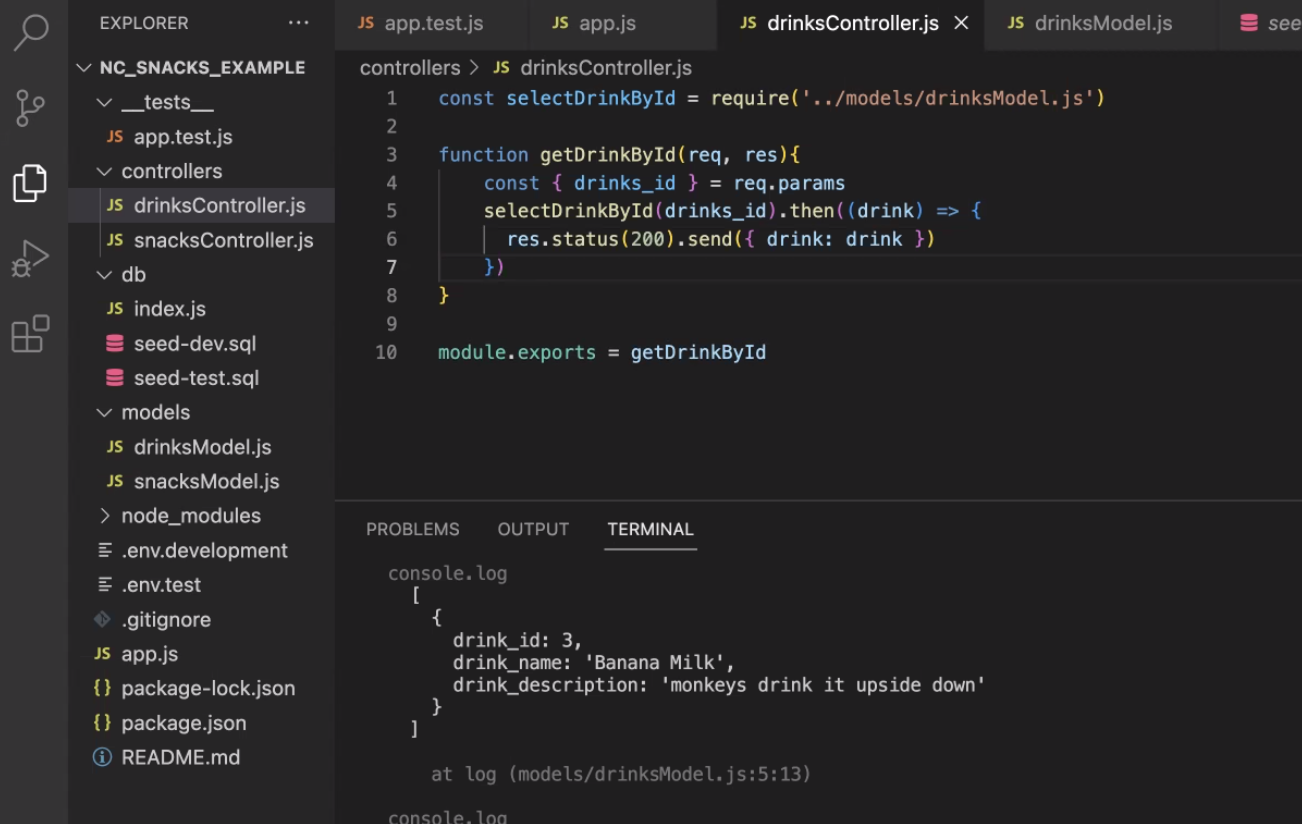 EXPLORER ···
NC_SNACKS_EXAMPLE
__tests__
JS app.test.js
controllers
JS drinksController.js
JS snacksController.js
db
JS index.js
seed-dev.sql
seed-test.sql
models
JS drinksModel.js
JS snacksModel.js
node_modules
.env.development
.env.test
.gitignore
JS app.js
{} package-lock.json
{} package.json
README.md
JS app.test.js JS app.js JS drinksController.js × JS drinksModel.js see
controllers > JS drinksController.js
1 const selectDrinkById = require('../models/drinksModel.js')
2
3 function getDrinkById(req, res){
4 const { drinks_id } = req.params
5 selectDrinkById(drinks_id).then((drink) => {
6 res.status(200).send({ drink: drink })
7 })
8 }
9
10 module.exports = getDrinkById
PROBLEMS OUTPUT TERMINAL
console.log
[
{
drink_id: 3,
drink_name: 'Banana Milk',
drink_description: 'monkeys drink it upside down'
}
]
at log (models/drinksModel.js:5:13)
console.log